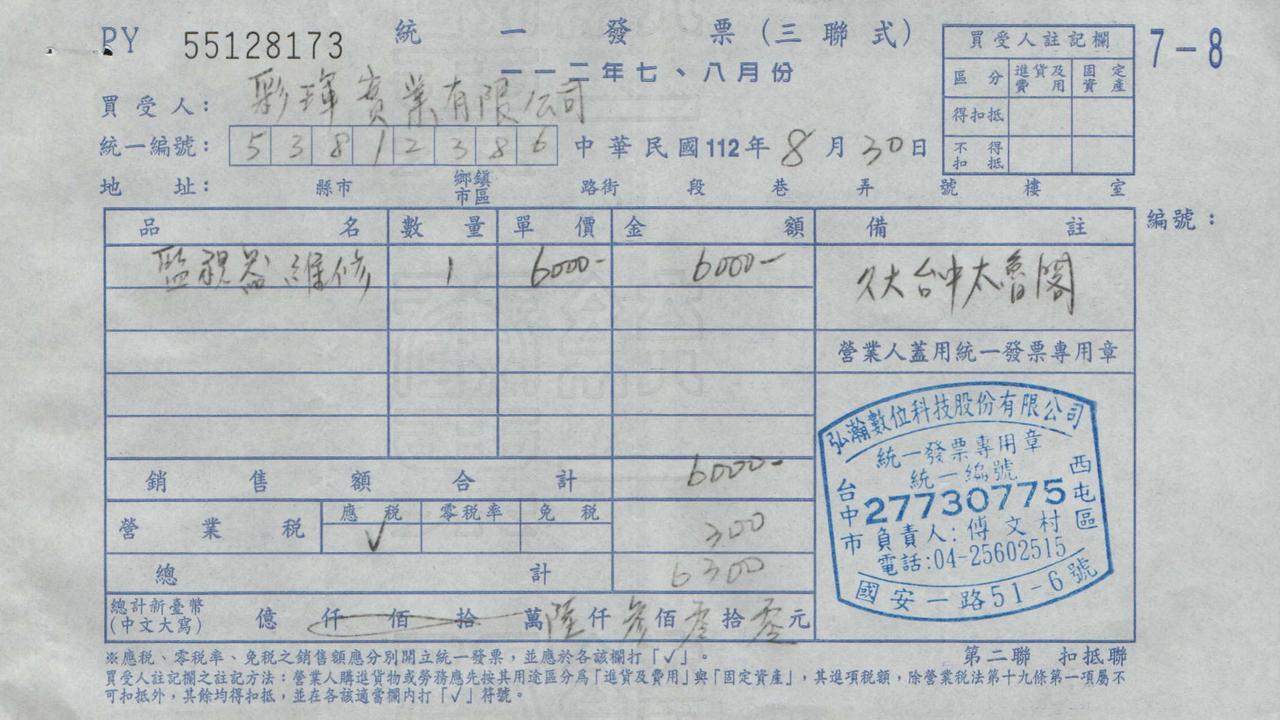 PY 55128173 統一發票(三聯式) 7-8
一一二年七、八月份
買受人註記欄
區分 進貨及費用 固定資產
得扣抵
不得扣抵
買受人: 彩琿實業有限公司
統一編號: 53812386 中華民國112年8月30日
地址: 縣市 鄉鎮市區 路街 段 巷 弄 號 樓 室
品名 數量 單價 金額 備註 編號:
監視器維修 1 6000- 6000- 久大台中太魯閣
營業人蓋用統一發票專用章
銷售額合計 6000-
營業稅 應稅 ✓ 零稅率 免稅 300
總計 6300
總計新臺幣(中文大寫) 億 仟 佰 拾 萬 陸 仟 參 佰 零 拾 零 元
弘瀚數位科技股份有限公司
統一發票專用章
統一編號
27730775
負責人:傅文村
電話:04-25602515
台中市 西屯區
國安一路51-6號
※應稅、零稅率、免稅之銷售額應分別開立統一發票,並應於各該欄打「✓」。 第二聯 扣抵聯
買受人註記欄之註記方法:營業人購進貨物或勞務應先按其用途區分為「進貨及費用」與「固定資產」,其進項稅額,除營業稅法第十九條第一項屬不
可扣抵外,其餘均得扣抵,並在各該適當欄內打「✓」符號。